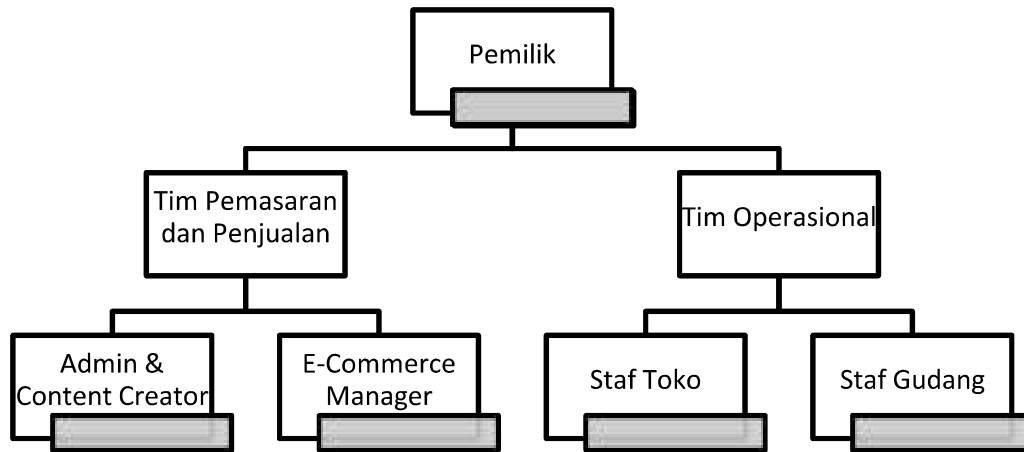 Pemilik
Tim Pemasaran
dan Penjualan
Tim Operasional
Admin &
Content Creator
E-Commerce
Manager
Staf Toko
Staf Gudang